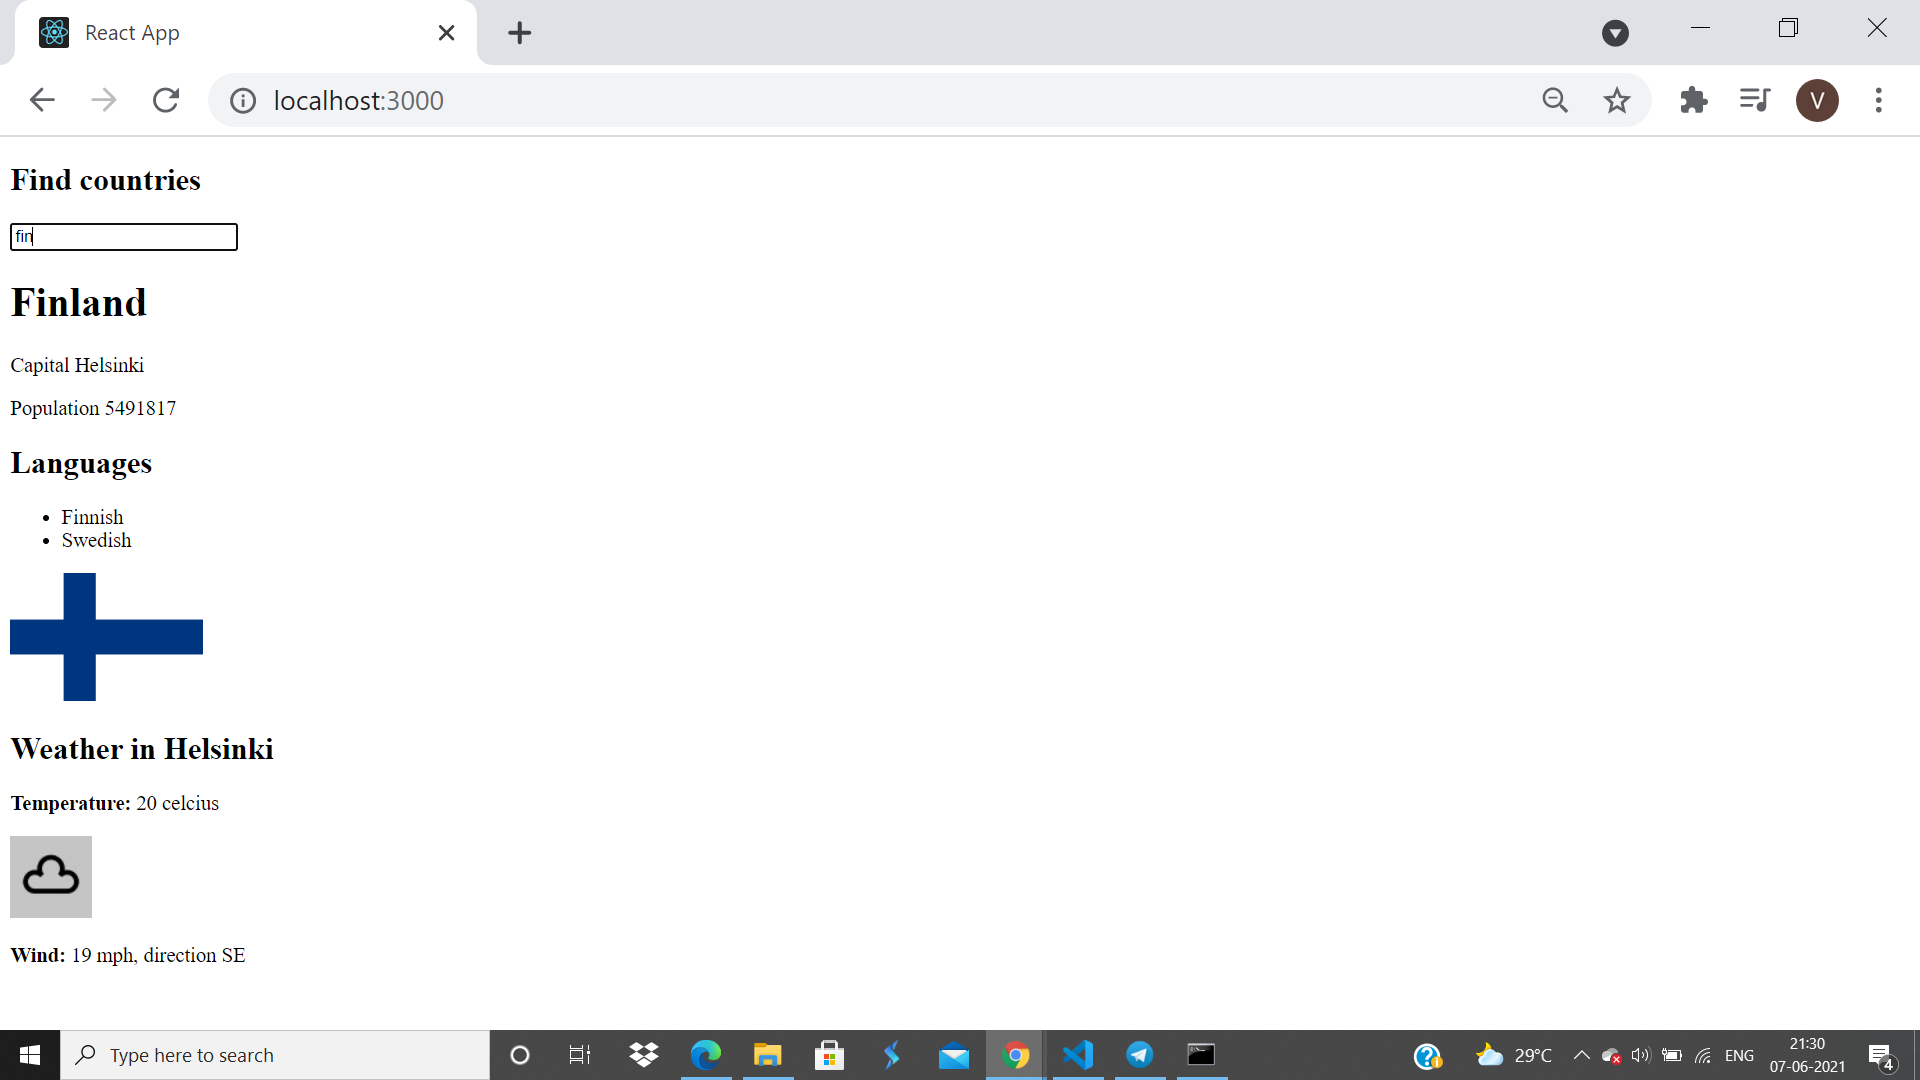 React App
localhost:3000
V
Find countries
fin
Finland
Capital Helsinki
Population 5491817
Languages
Finnish
Swedish
Weather in Helsinki
Temperature: 20 celcius
Wind: 19 mph, direction SE
Type here to search
29°C
ENG
21:30
07-06-2021
4